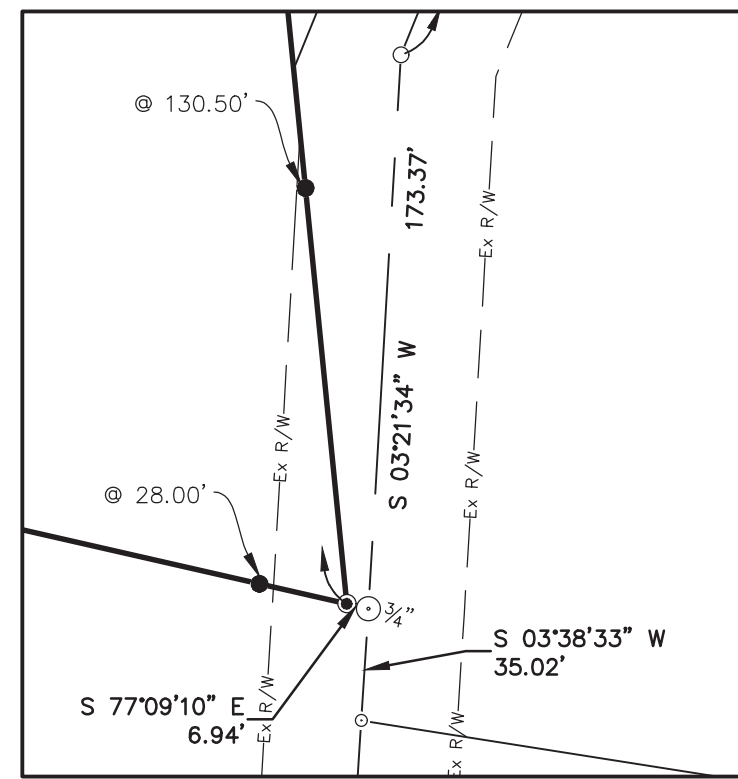 @ 130.50'
173.37'
Ex R/W
S 03°21'34" W
Ex R/W
Ex R/W
@ 28.00'
3/4"
S 03°38'33" W
35.02'
S 77°09'10" E
6.94'
Ex R/W
Ex R/W